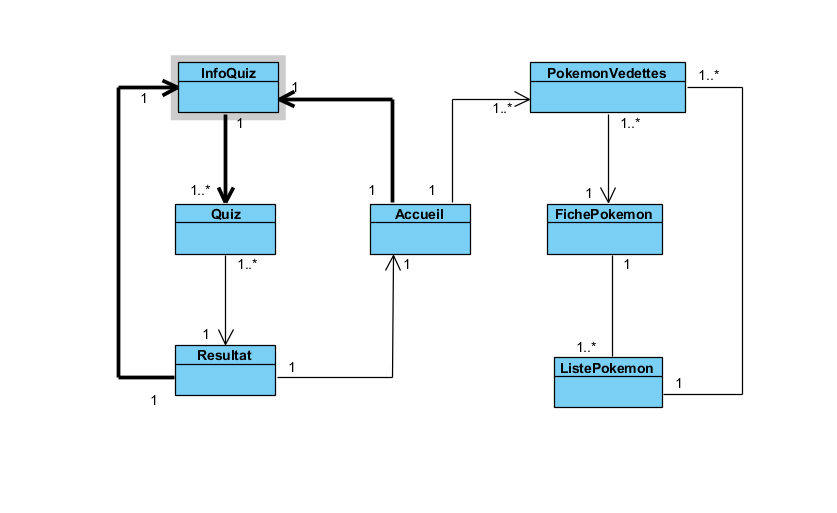 InfoQuiz
PokemonVedettes
1
1
1..*
1..*
1
1..*
1..*
1
1
1
Quiz
Accueil
FichePokemon
1..*
1
1
1
1..*
Resultat
ListePokemon
1
1
1